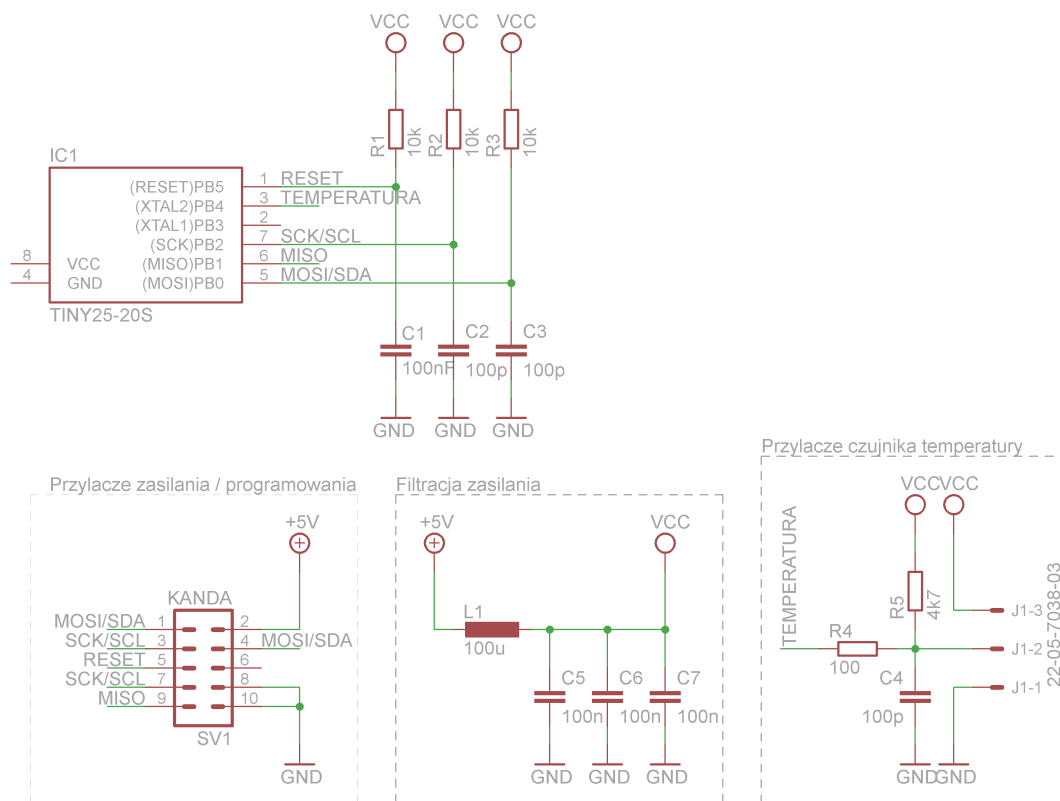 VCC VCC VCC
R1 10k R2 10k R3 10k
IC1
(RESET)PB5 1 RESET
(XTAL2)PB4 3 TEMPERATURA
(XTAL1)PB3 2
(SCK)PB2 7 SCK/SCL
8 VCC (MISO)PB1 6 MISO
4 GND (MOSI)PB0 5 MOSI/SDA
TINY25-20S
C1 C2 C3
100nF 100p 100p
GND GND GND
Przylacze zasilania / programowania
+5V
KANDA
MOSI/SDA 1 2
SCK/SCL 3 4 MOSI/SDA
RESET 5 6
SCK/SCL 7 8
MISO 9 10
SV1
GND
Filtracja zasilania
+5V VCC
L1
100u
C5 C6 C7
100n 100n 100n
GND GND GND
Przylacze czujnika temperatury
VCC VCC
TEMPERATURA
R5 4k7
R4
100
C4
100p
J1-3
J1-2
J1-1
22-05-7038-03
GND GND